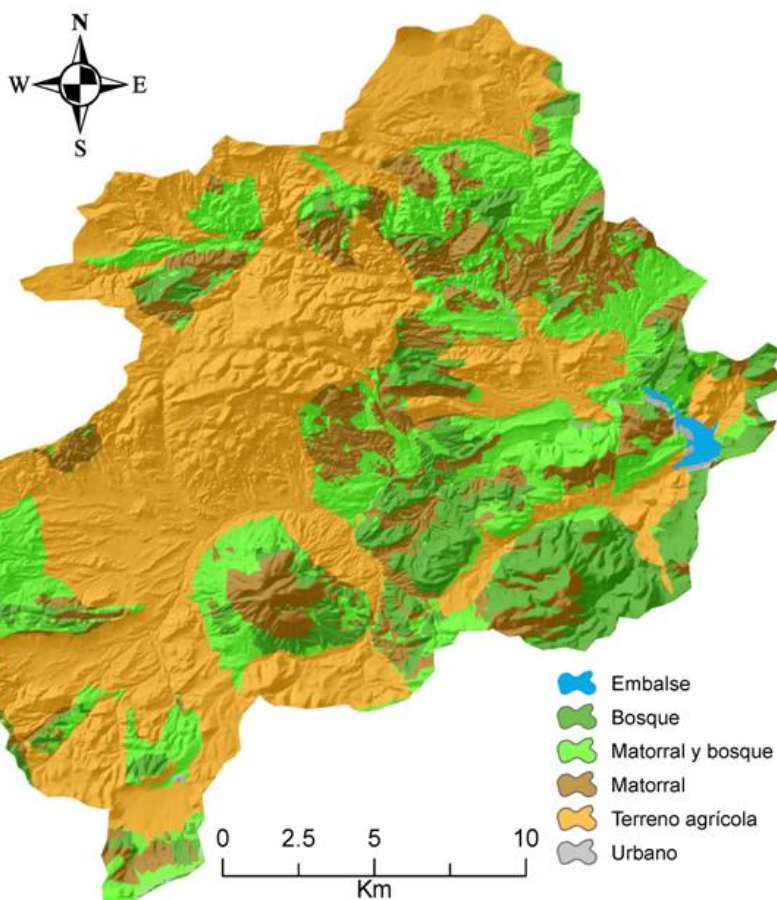 N
W E
S
Embalse
Bosque
Matorral y bosque
Matorral
Terreno agrícola
Urbano
0 2.5 5 10
Km